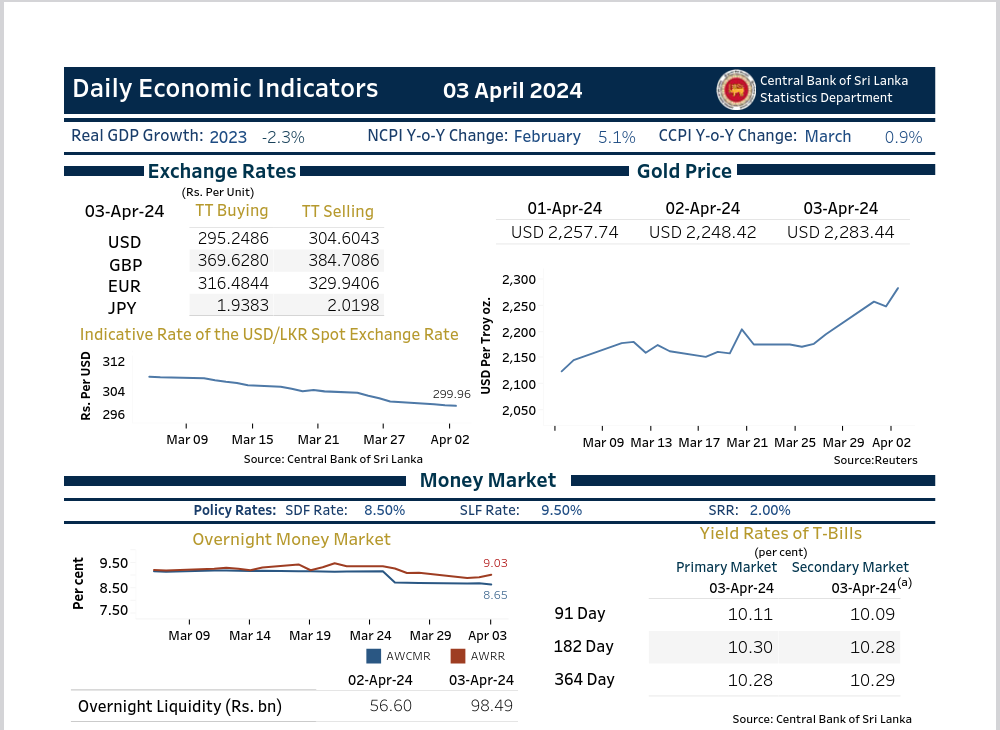 Daily Economic Indicators 03 April 2024
Central Bank of Sri Lanka
Statistics Department
Real GDP Growth: 2023 -2.3% NCPI Y-o-Y Change: February 5.1% CCPI Y-o-Y Change: March 0.9%
Exchange Rates
(Rs. Per Unit)
03-Apr-24 TT Buying TT Selling
USD 295.2486 304.6043
GBP 369.6280 384.7086
EUR 316.4844 329.9406
JPY 1.9383 2.0198
Indicative Rate of the USD/LKR Spot Exchange Rate
Rs. Per USD
312
304
296
299.96
Mar 09 Mar 15 Mar 21 Mar 27 Apr 02
Source: Central Bank of Sri Lanka
Gold Price
01-Apr-24 02-Apr-24 03-Apr-24
USD 2,257.74 USD 2,248.42 USD 2,283.44
USD Per Troy oz.
2,300
2,250
2,200
2,150
2,100
2,050
Mar 09 Mar 13 Mar 17 Mar 21 Mar 25 Mar 29 Apr 02
Source:Reuters
Money Market
Policy Rates: SDF Rate: 8.50% SLF Rate: 9.50% SRR: 2.00%
Overnight Money Market
Per cent
9.50
8.50
7.50
9.03
8.65
Mar 09 Mar 14 Mar 19 Mar 24 Mar 29 Apr 03
AWCMR AWRR
02-Apr-24 03-Apr-24
Overnight Liquidity (Rs. bn) 56.60 98.49
Yield Rates of T-Bills
(per cent)
Primary Market Secondary Market
03-Apr-24 03-Apr-24(a)
91 Day 10.11 10.09
182 Day 10.30 10.28
364 Day 10.28 10.29
Source: Central Bank of Sri Lanka